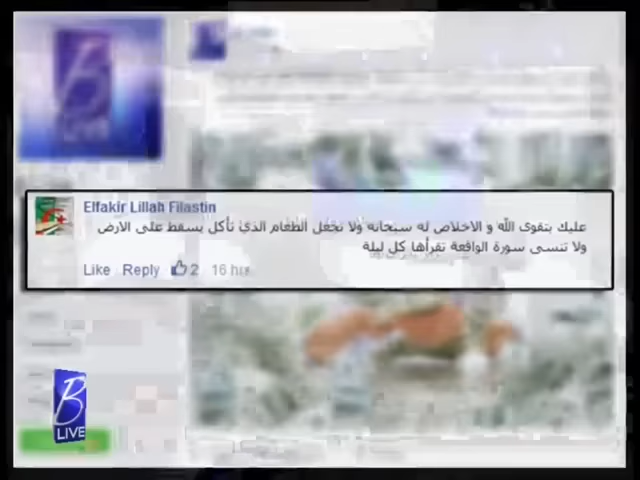 B
LIVE
Elfakir Lillah Filastin
عليك بتقوى الله و الاخلاص له سبحانه ولا تجعل الطعام الذي تأكل يسقط على الارض
ولا تنسى سورة الواقعة تقرأها كل ليلة
Like Reply 2 16 hrs
B
LIVE